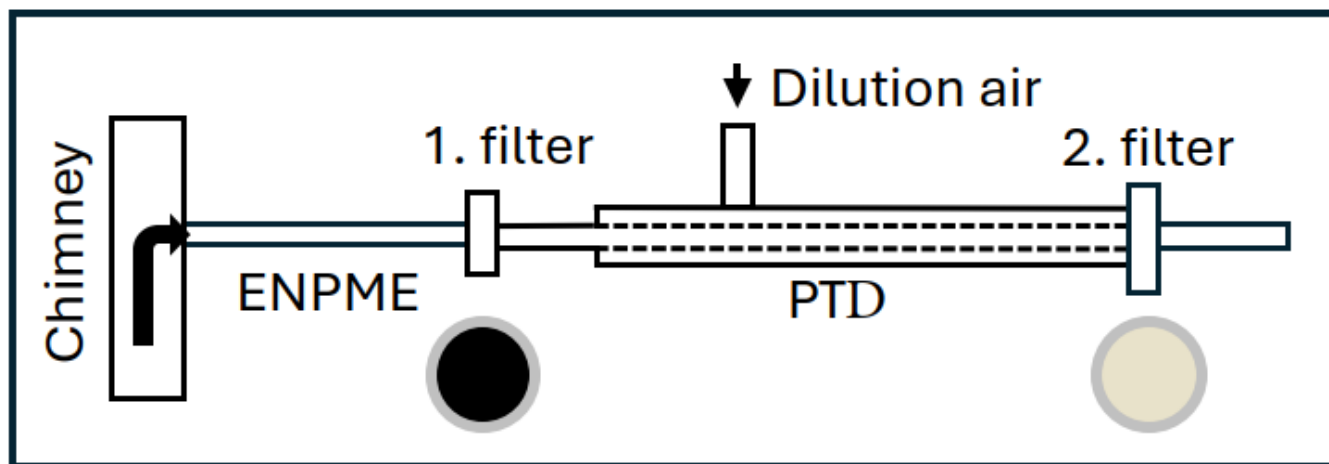 Dilution air
1. filter
2. filter
Chimney
ENPME
PTD